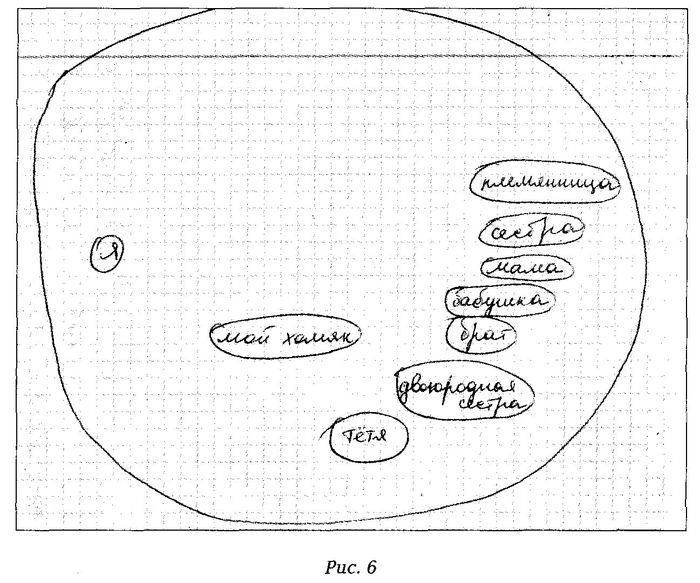 племянница
сестра
Я
мама
бабушка
мой хомяк
брат
двоюродная
сестра
тётя
Рис. 6